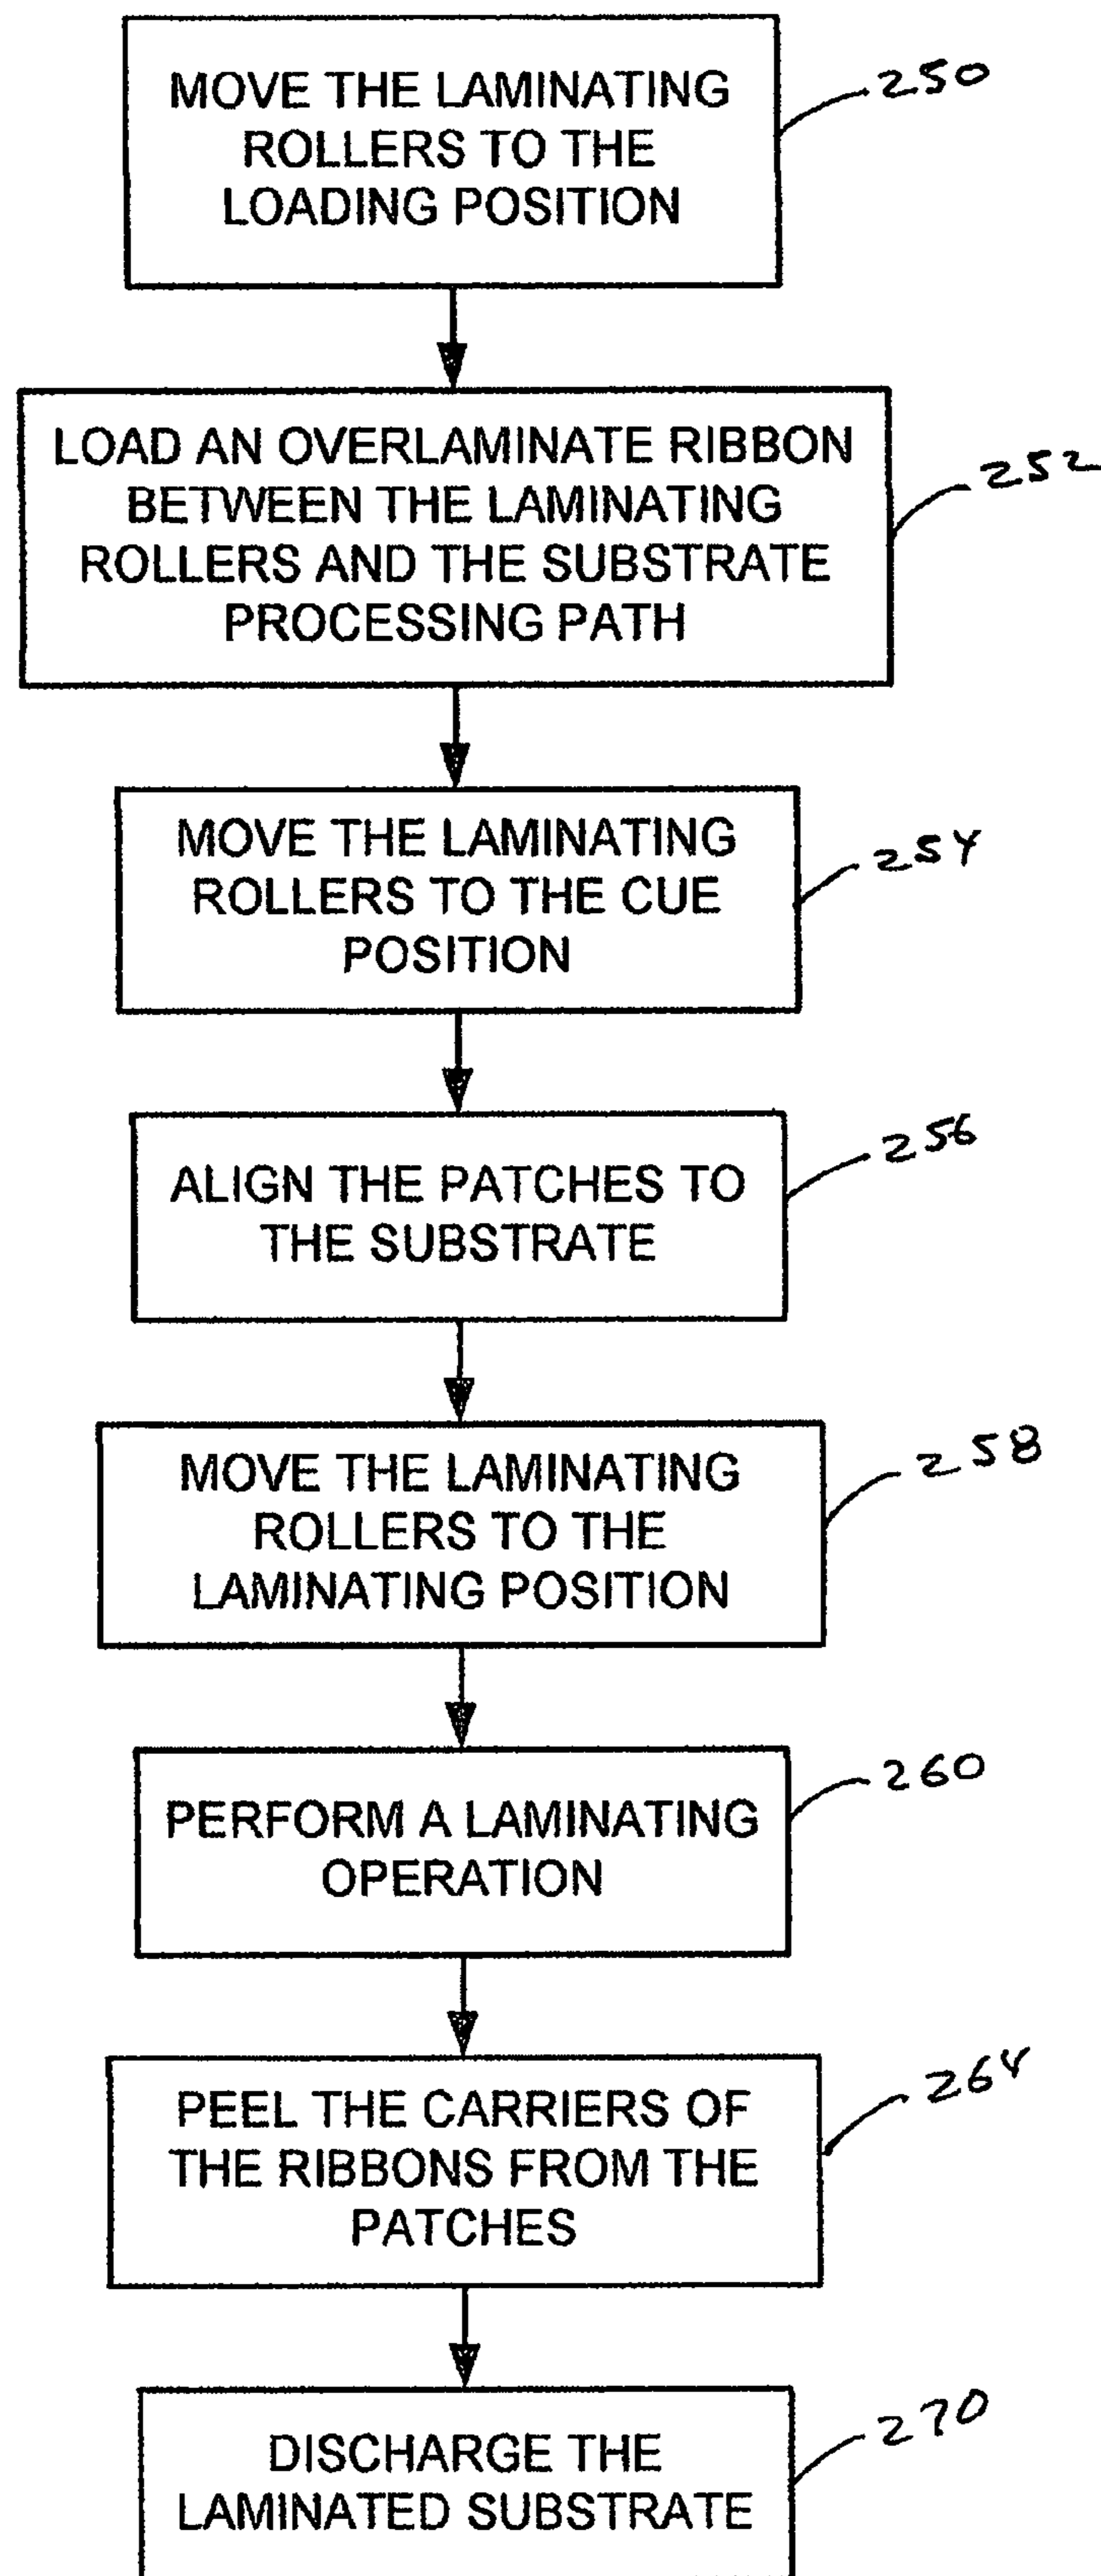 MOVE THE LAMINATING
ROLLERS TO THE
LOADING POSITION
250
LOAD AN OVERLAMINATE RIBBON
BETWEEN THE LAMINATING
ROLLERS AND THE SUBSTRATE
PROCESSING PATH
252
MOVE THE LAMINATING
ROLLERS TO THE CUE
POSITION
254
ALIGN THE PATCHES TO
THE SUBSTRATE
256
MOVE THE LAMINATING
ROLLERS TO THE
LAMINATING POSITION
258
PERFORM A LAMINATING
OPERATION
260
PEEL THE CARRIERS OF
THE RIBBONS FROM THE
PATCHES
264
DISCHARGE THE
LAMINATED SUBSTRATE
270